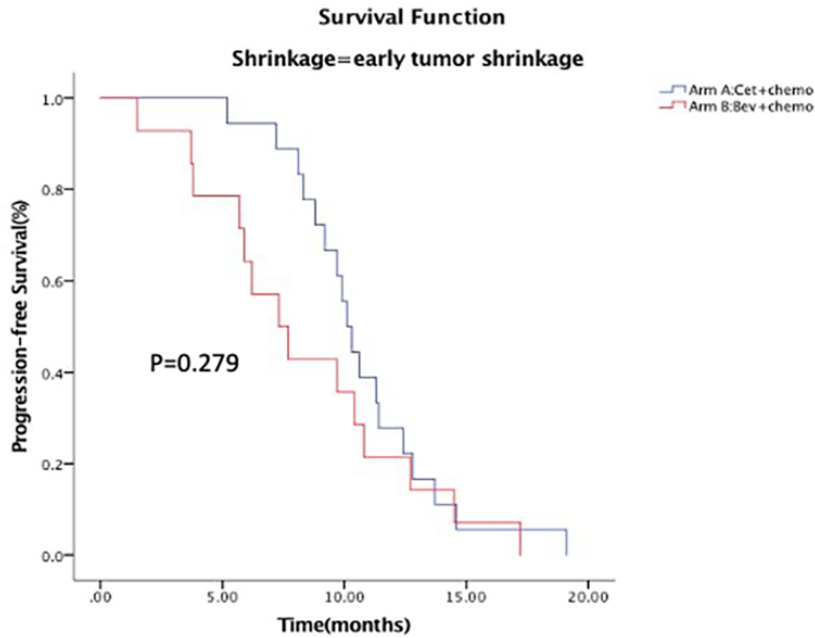 Survival Function
Shrinkage=early tumor shrinkage
Arm A:Cet+chemo
Arm B:Bev+chemo
Progression-free Survival(%)
1.0
0.8
0.6
0.4
0.2
0.0
P=0.279
.00 5.00 10.00 15.00 20.00
Time(months)